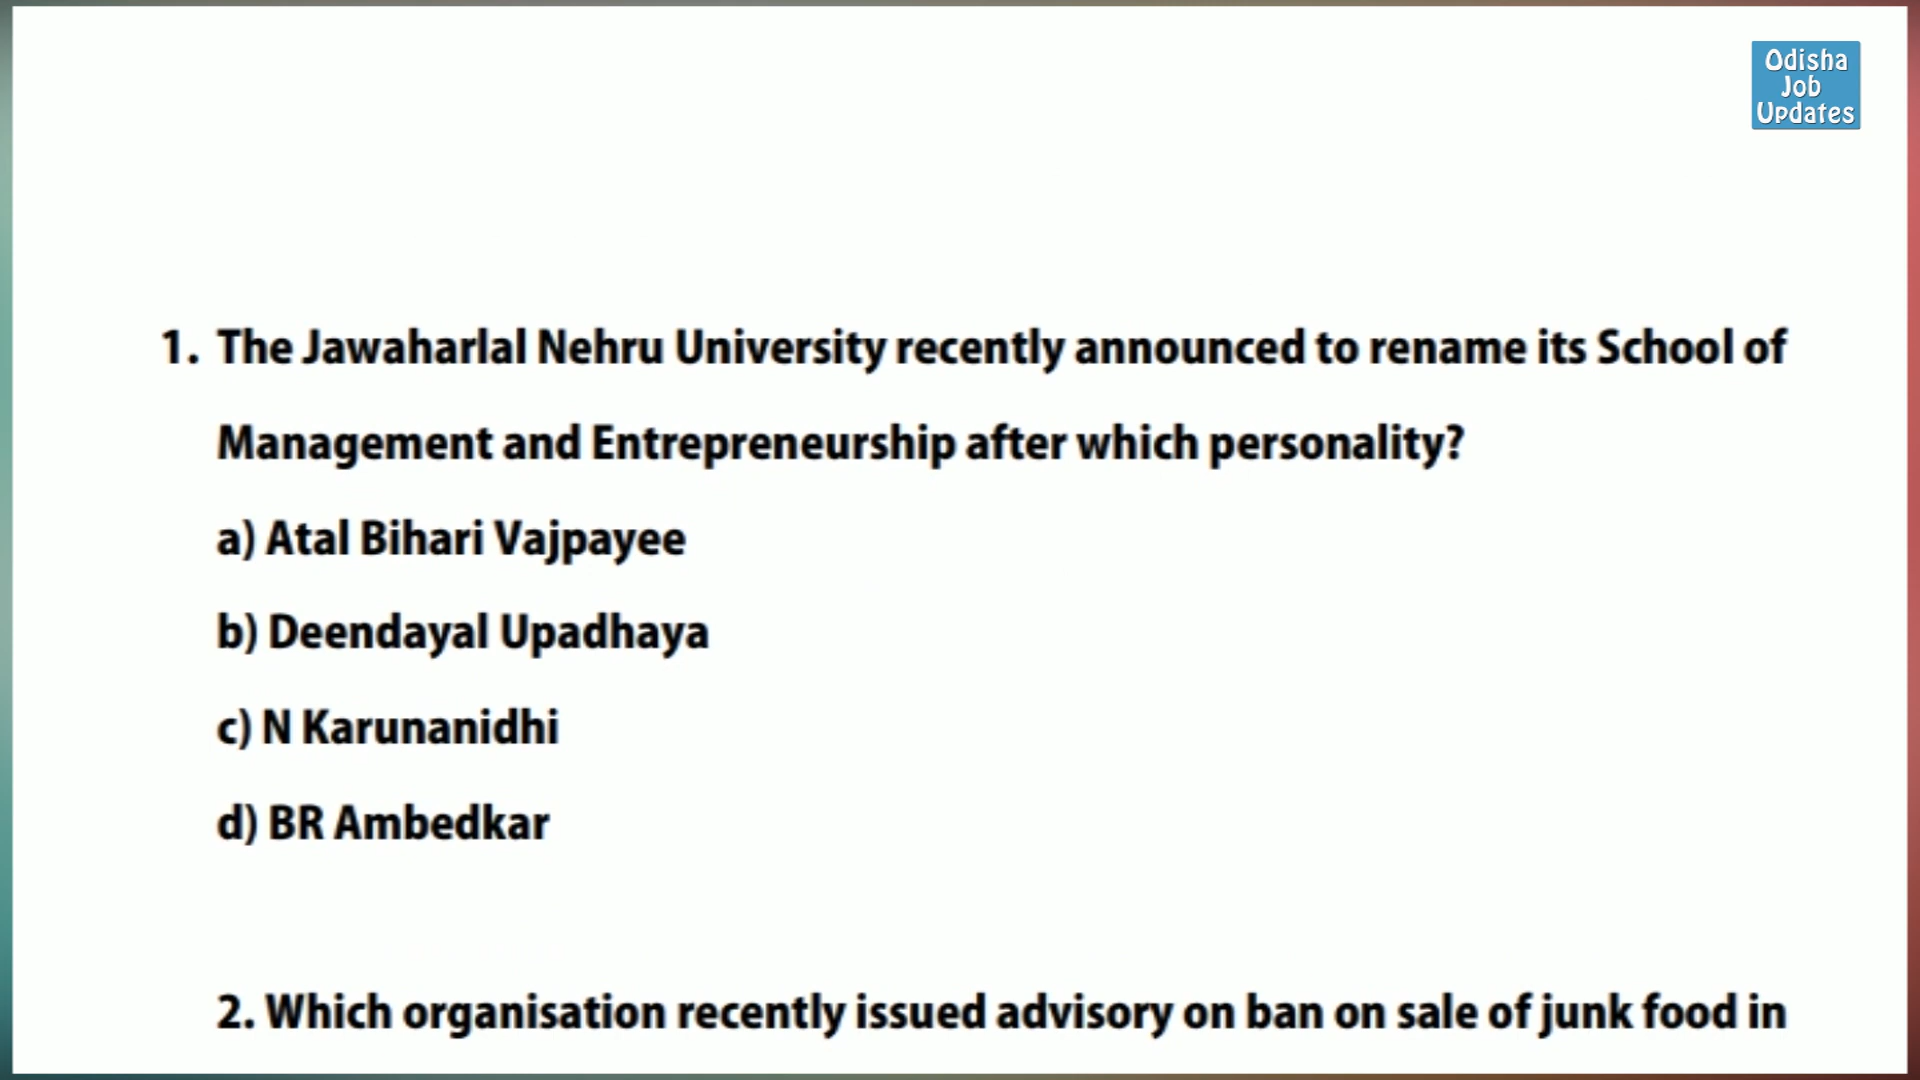 Odisha
Job
Updates
1. The Jawaharlal Nehru University recently announced to rename its School of
Management and Entrepreneurship after which personality?
a) Atal Bihari Vajpayee
b) Deendayal Upadhaya
c) N Karunanidhi
d) BR Ambedkar
2. Which organisation recently issued advisory on ban on sale of junk food in